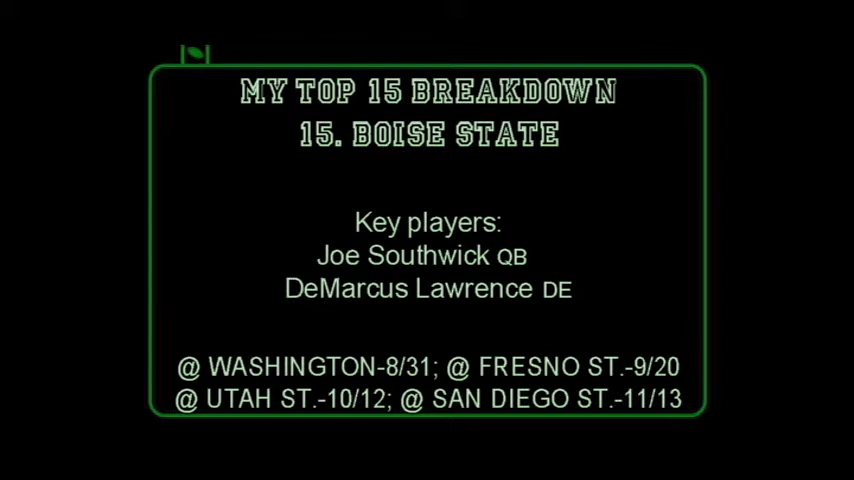 MY TOP 15 BREAKDOWN
15. BOISE STATE
Key players:
Joe Southwick QB
DeMarcus Lawrence DE
@ WASHINGTON-8/31; @ FRESNO ST.-9/20
@ UTAH ST.-10/12; @ SAN DIEGO ST.-11/13